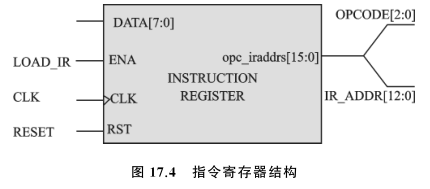 OPCODE[2:0]
DATA[7:0]
LOAD_IR
ENA
opc_iraddrs[15:0]
INSTRUCTION
REGISTER
CLK
CLK
IR_ADDR[12:0]
RESET
RST
图 17.4 指令寄存器结构